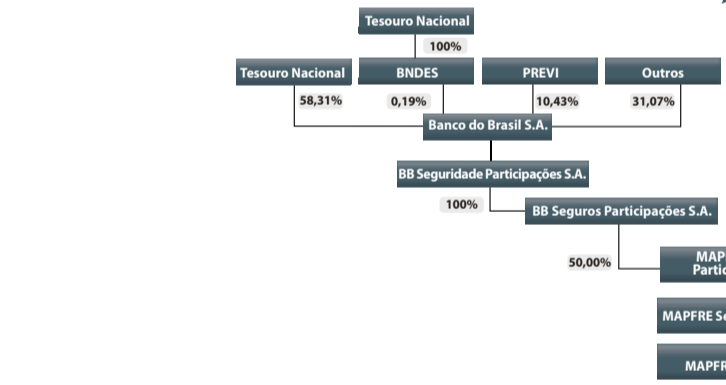 Tesouro Nacional
100%
Tesouro Nacional
BNDES
PREVI
Outros
58,31%
0,19%
10,43%
31,07%
Banco do Brasil S.A.
BB Seguridade Participações S.A.
100%
BB Seguros Participações S.A.
50,00%
MAPFRE